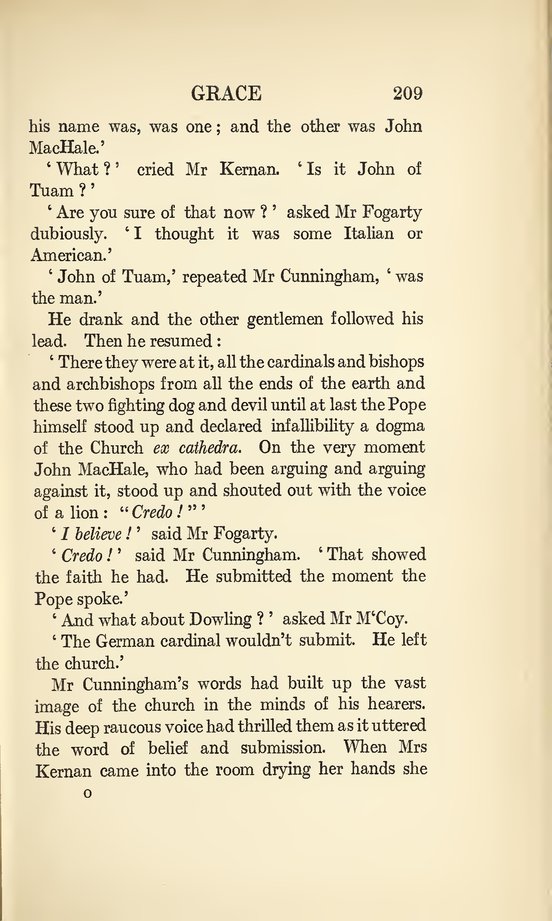 GRACE 209
his name was, was one; and the other was John
MacHale.’
‘What?’ cried Mr Kernan. ‘Is it John of
Tuam?’
‘Are you sure of that now?’ asked Mr Fogarty
dubiously. ‘I thought it was some Italian or
American.’
‘John of Tuam,’ repeated Mr Cunningham, ‘was
the man.’
He drank and the other gentlemen followed his
lead. Then he resumed:
‘There they were at it, all the cardinals and bishops
and archbishops from all the ends of the earth and
these two fighting dog and devil until at last the Pope
himself stood up and declared infallibility a dogma
of the Church ex cathedra. On the very moment
John MacHale, who had been arguing and arguing
against it, stood up and shouted out with the voice
of a lion: “Credo!”’
‘I believe!’ said Mr Fogarty.
‘Credo!’ said Mr Cunningham. ‘That showed
the faith he had. He submitted the moment the
Pope spoke.’
‘And what about Dowling?’ asked Mr M‘Coy.
‘The German cardinal wouldn’t submit. He left
the church.’
Mr Cunningham’s words had built up the vast
image of the church in the minds of his hearers.
His deep raucous voice had thrilled them as it uttered
the word of belief and submission. When Mrs
Kernan came into the room drying her hands she
O